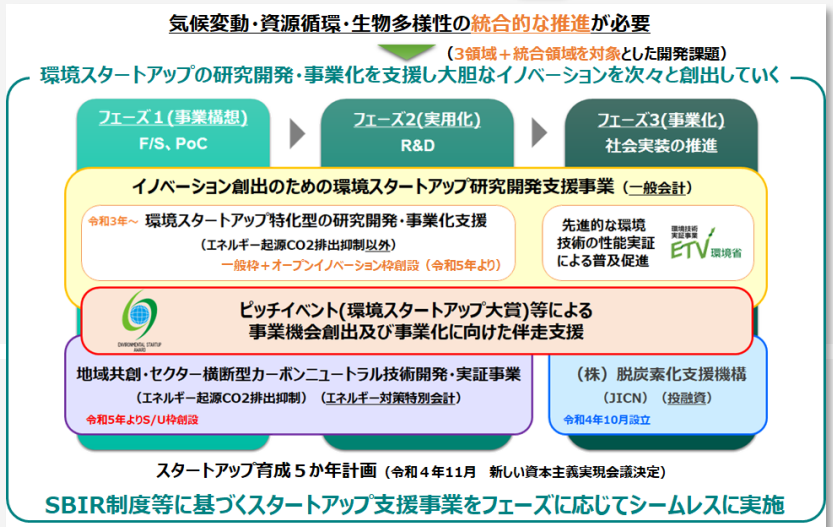 気候変動・資源循環・生物多様性の統合的な推進が必要
（3領域＋統合領域を対象とした開発課題）
環境スタートアップの研究開発・事業化を支援し大胆なイノベーションを次々と創出していく
フェーズ１(事業構想)
F/S、PoC
フェーズ2(実用化)
R&D
フェーズ3(事業化)
社会実装の推進
イノベーション創出のための環境スタートアップ研究開発支援事業（一般会計）
令和3年～ 環境スタートアップ特化型の研究開発・事業化支援
（エネルギー起源CO2排出抑制以外）
一般枠＋オープンイノベーション枠創設（令和5年より）
先進的な環境
技術の性能実証
による普及促進
環境技術
実証事業
ETV 環境省
ピッチイベント(環境スタートアップ大賞)等による
事業機会創出及び事業化に向けた伴走支援
ENVIRONMENTAL STARTUP
AWARD
地域共創・セクター横断型カーボンニュートラル技術開発・実証事業
（エネルギー起源CO2排出抑制）（エネルギー対策特別会計）
令和5年よりS/U枠創設
（株）脱炭素化支援機構
（JICN）（投融資）
令和4年10月設立
スタートアップ育成５か年計画（令和４年11月　新しい資本主義実現会議決定）
SBIR制度等に基づくスタートアップ支援事業をフェーズに応じてシームレスに実施